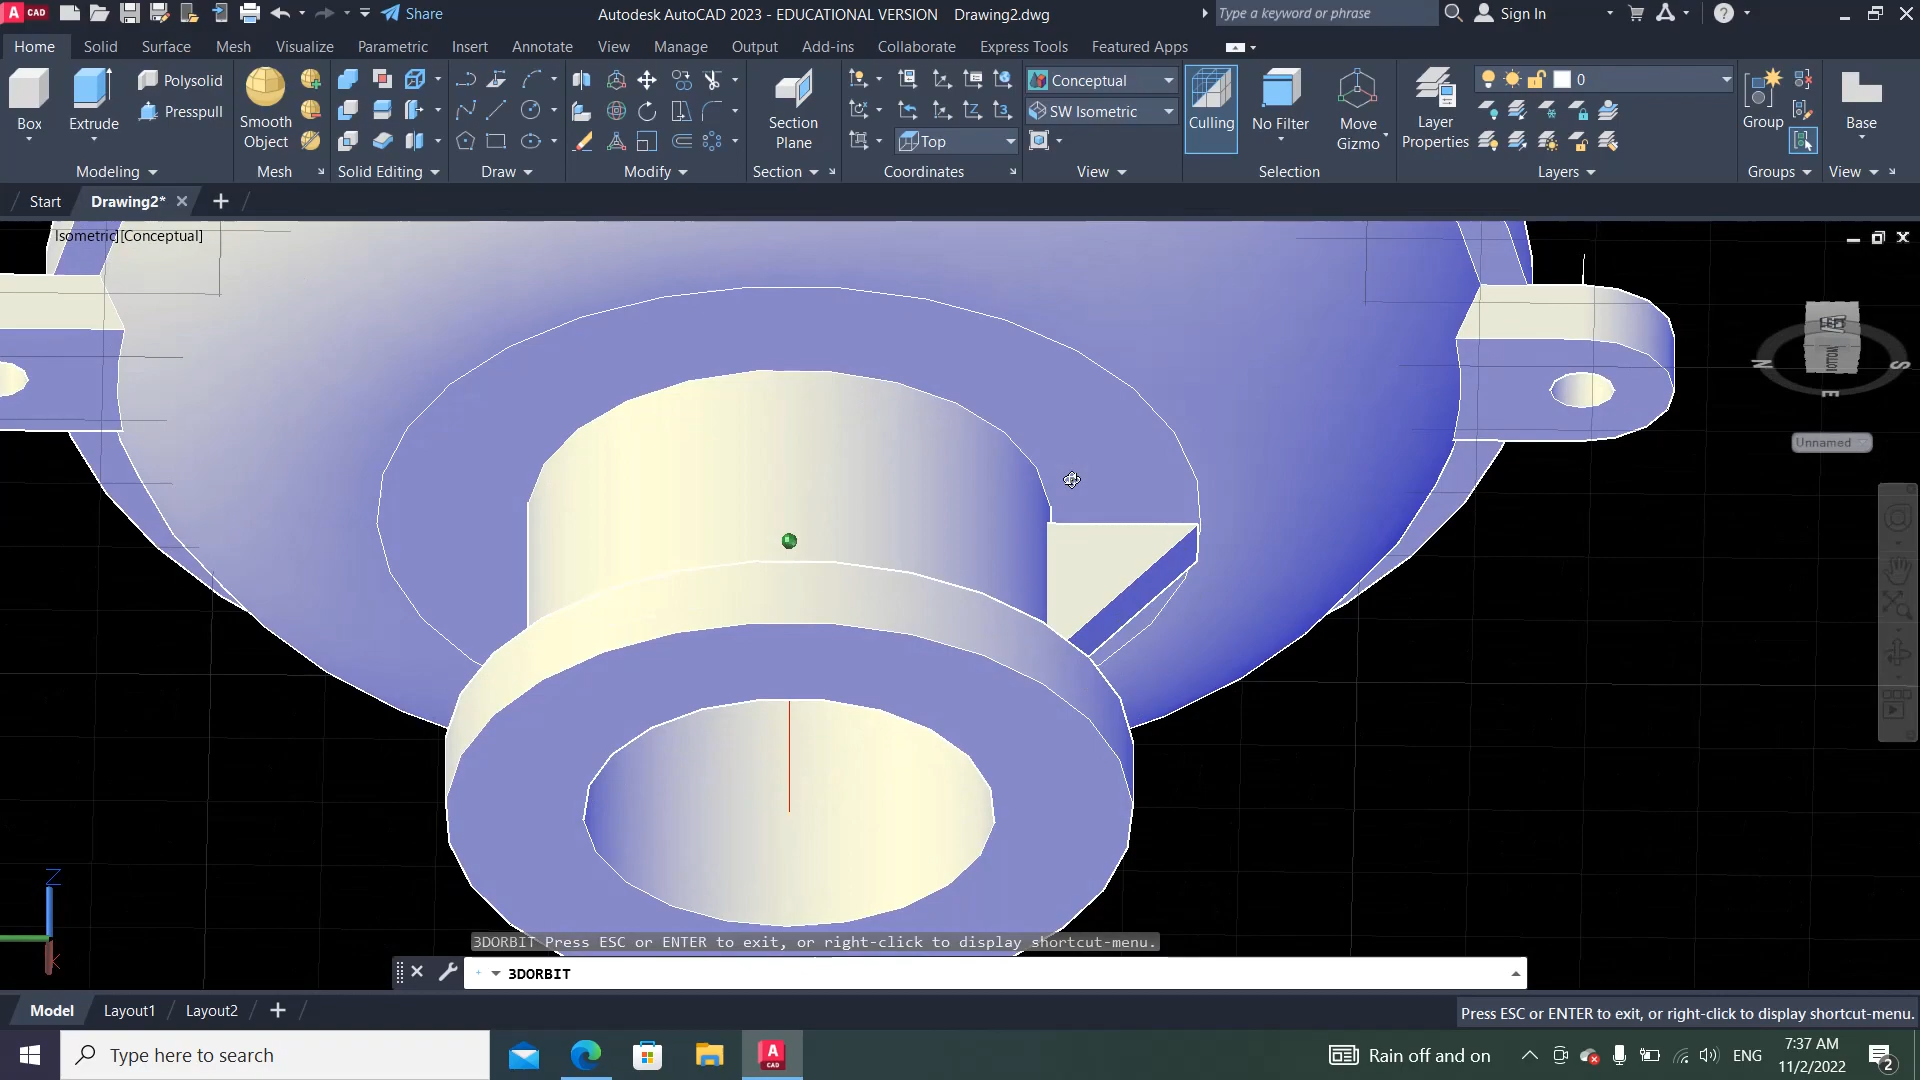 A CAD Share Autodesk AutoCAD 2023 - EDUCATIONAL VERSION Drawing2.dwg Type a keyword or phrase Sign In
Home Solid Surface Mesh Visualize Parametric Insert Annotate View Manage Output Add-ins Collaborate Express Tools Featured Apps
Box
Extrude
Polysolid
Presspull
Smooth
Object
Section
Plane
Top
Conceptual
SW Isometric
Culling
No Filter
Move
Gizmo
Layer
Properties
0
Group
Base
Modeling Mesh Solid Editing Draw Modify Section Coordinates View Selection Layers Groups View
Start Drawing2* +
Isometric][Conceptual]
BOTTOM
N S
E
Unnamed
Z
3DORBIT Press ESC or ENTER to exit, or right-click to display shortcut-menu.
3DORBIT
Model Layout1 Layout2 +
Press ESC or ENTER to exit, or right-click to display shortcut-menu.
Type here to search
A CAD
Rain off and on
ENG
7:37 AM
11/2/2022
2